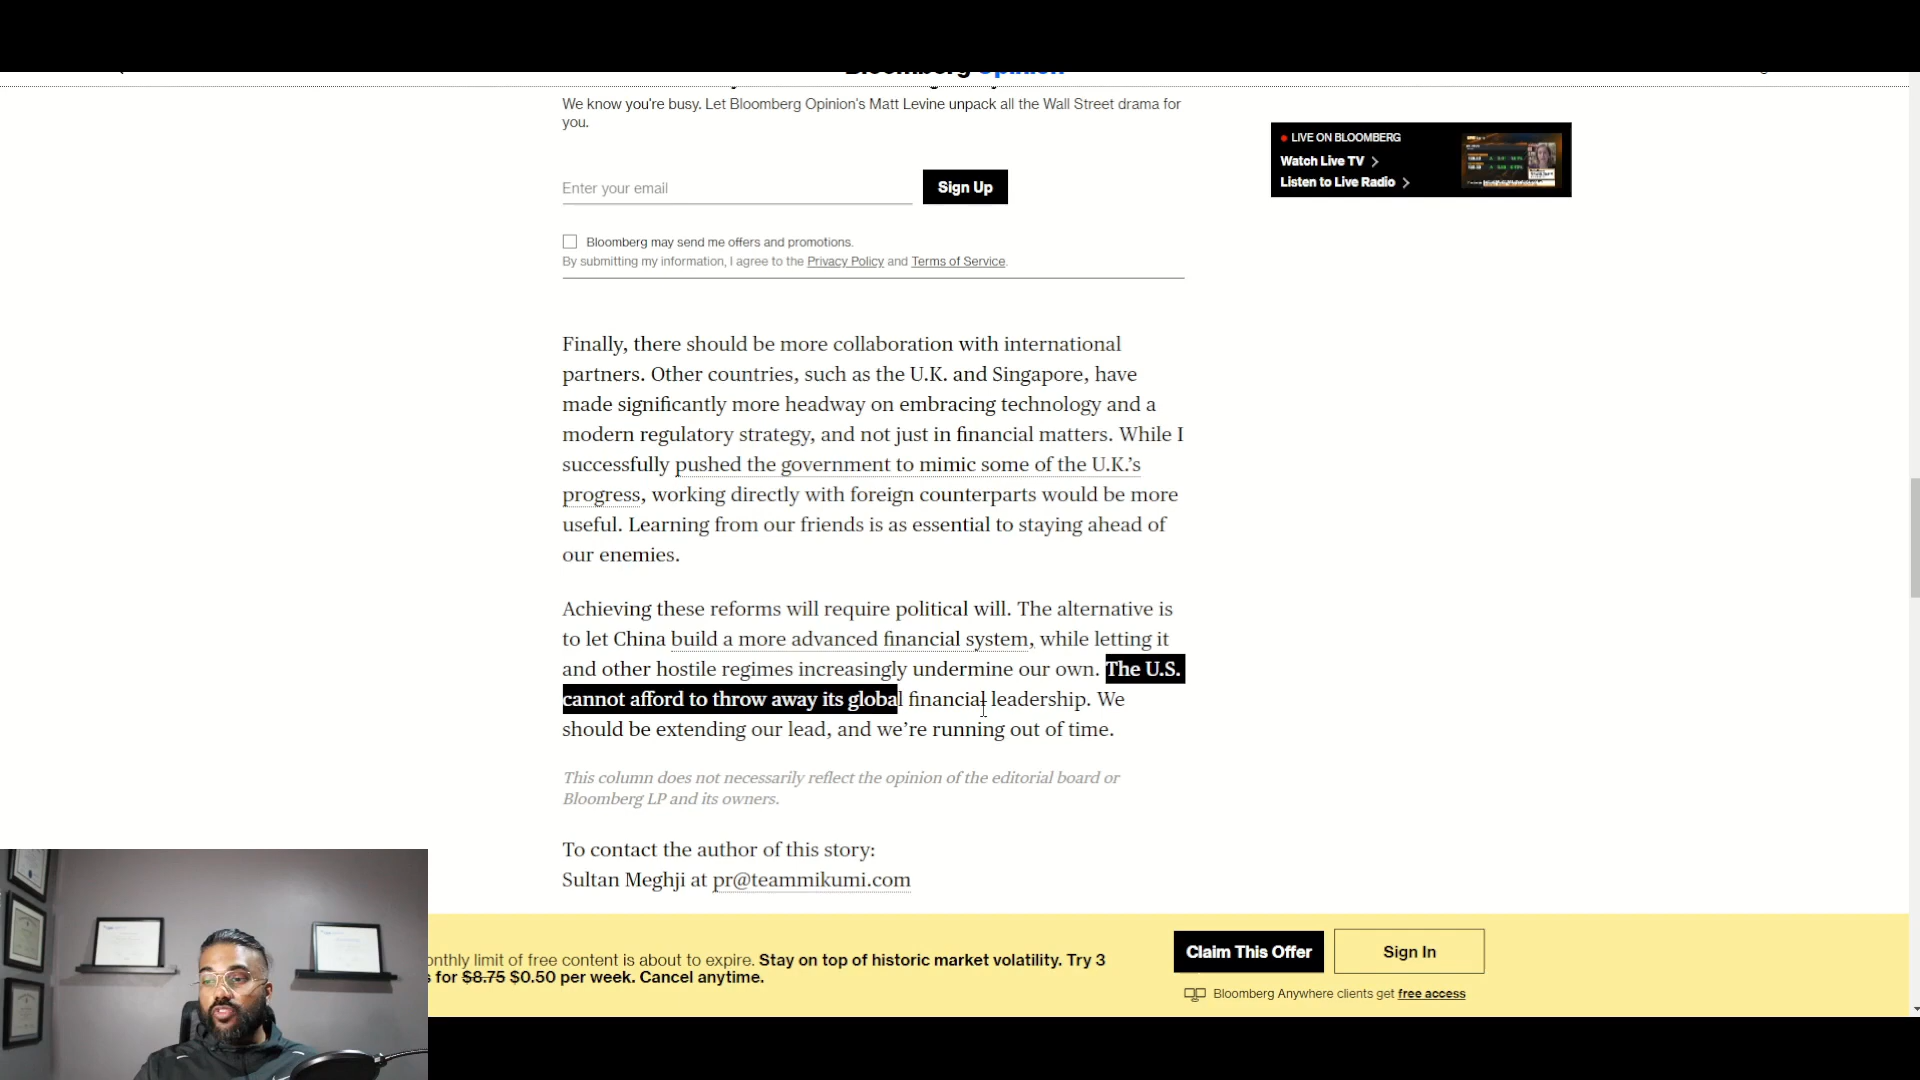 Bloomberg Opinion
We know you're busy. Let Bloomberg Opinion's Matt Levine unpack all the Wall Street drama for
you.
LIVE ON BLOOMBERG
Watch Live TV
Listen to Live Radio
Enter your email
Sign Up
Bloomberg may send me offers and promotions.
By submitting my information, I agree to the Privacy Policy and Terms of Service.
Finally, there should be more collaboration with international
partners. Other countries, such as the U.K. and Singapore, have
made significantly more headway on embracing technology and a
modern regulatory strategy, and not just in financial matters. While I
successfully pushed the government to mimic some of the U.K.’s
progress, working directly with foreign counterparts would be more
useful. Learning from our friends is as essential to staying ahead of
our enemies.
Achieving these reforms will require political will. The alternative is
to let China build a more advanced financial system, while letting it
and other hostile regimes increasingly undermine our own. The U.S.
cannot afford to throw away its global financial leadership. We
should be extending our lead, and we’re running out of time.
This column does not necessarily reflect the opinion of the editorial board or
Bloomberg LP and its owners.
To contact the author of this story:
Sultan Meghji at pr@teammikumi.com
onthly limit of free content is about to expire. Stay on top of historic market volatility. Try 3
s for $8.75 $0.50 per week. Cancel anytime.
Claim This Offer
Sign In
Bloomberg Anywhere clients get free access